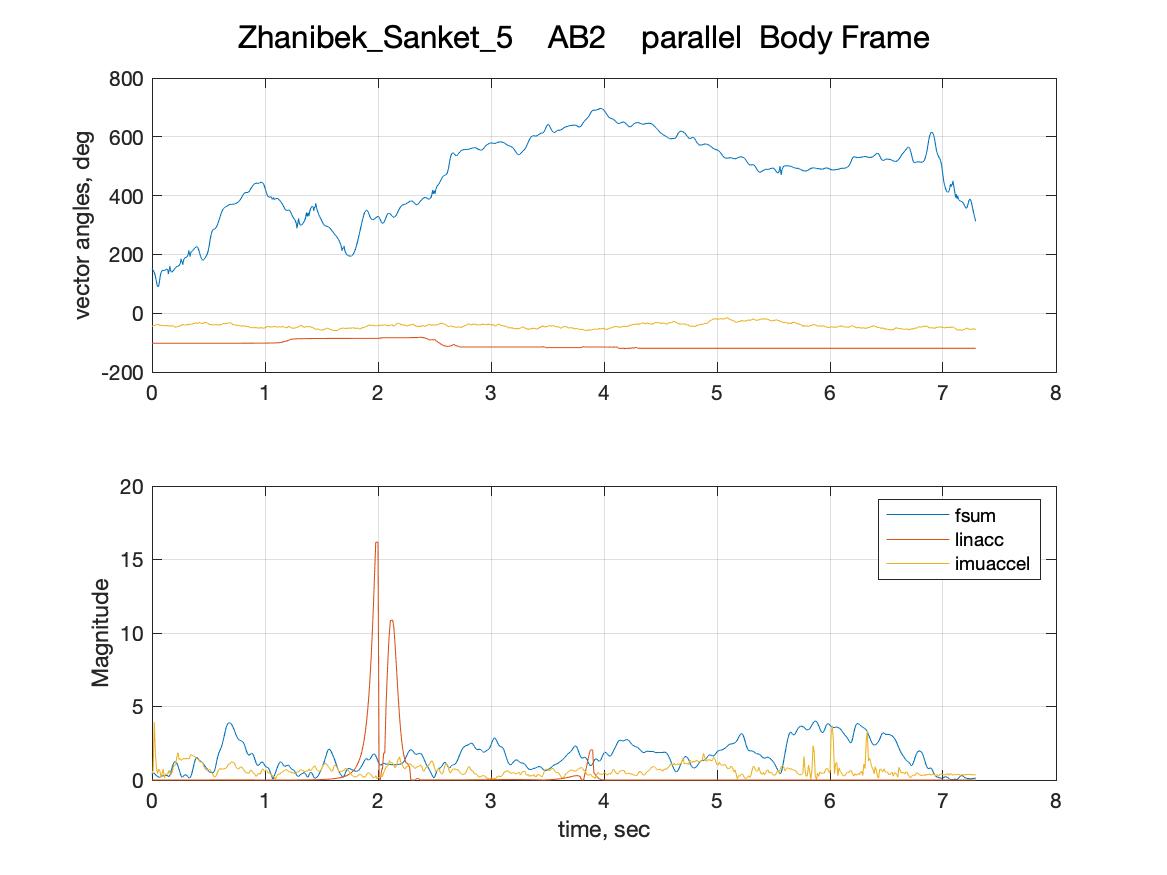 Zhanibek_Sanket_5 AB2 parallel Body Frame
800
600
400
200
0
-200
vector angles, deg
0 1 2 3 4 5 6 7 8
20
15
10
5
0
Magnitude
fsum
linacc
imuaccel
0 1 2 3 4 5 6 7 8
time, sec